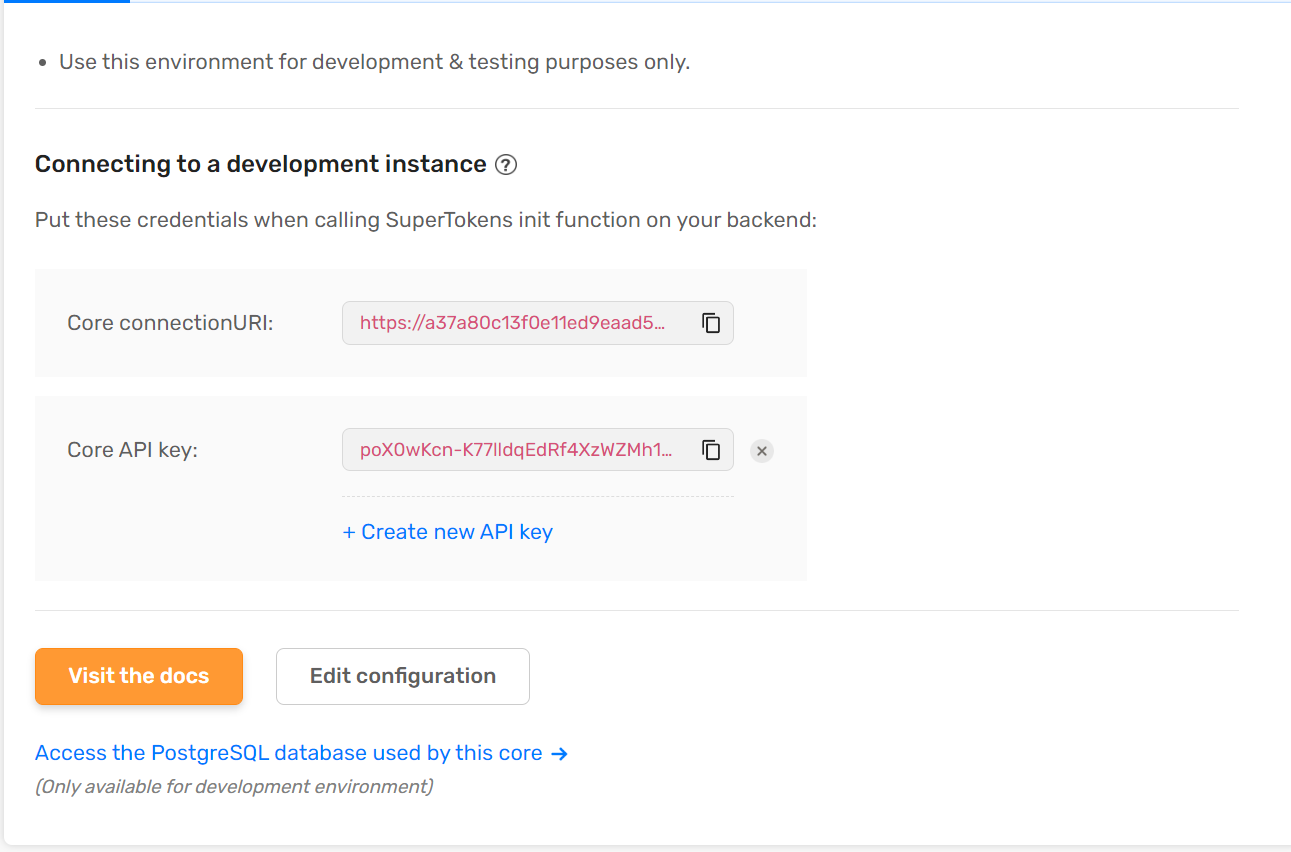 • Use this environment for development & testing purposes only.
Connecting to a development instance ?
Put these credentials when calling SuperTokens init function on your backend:
Core connectionURI: https://a37a80c13f0e11ed9eaad5...
Core API key: poX0wKcn-K77lldqEdRf4XzWZMh1...
+ Create new API key
Visit the docs Edit configuration
Access the PostgreSQL database used by this core →
(Only available for development environment)